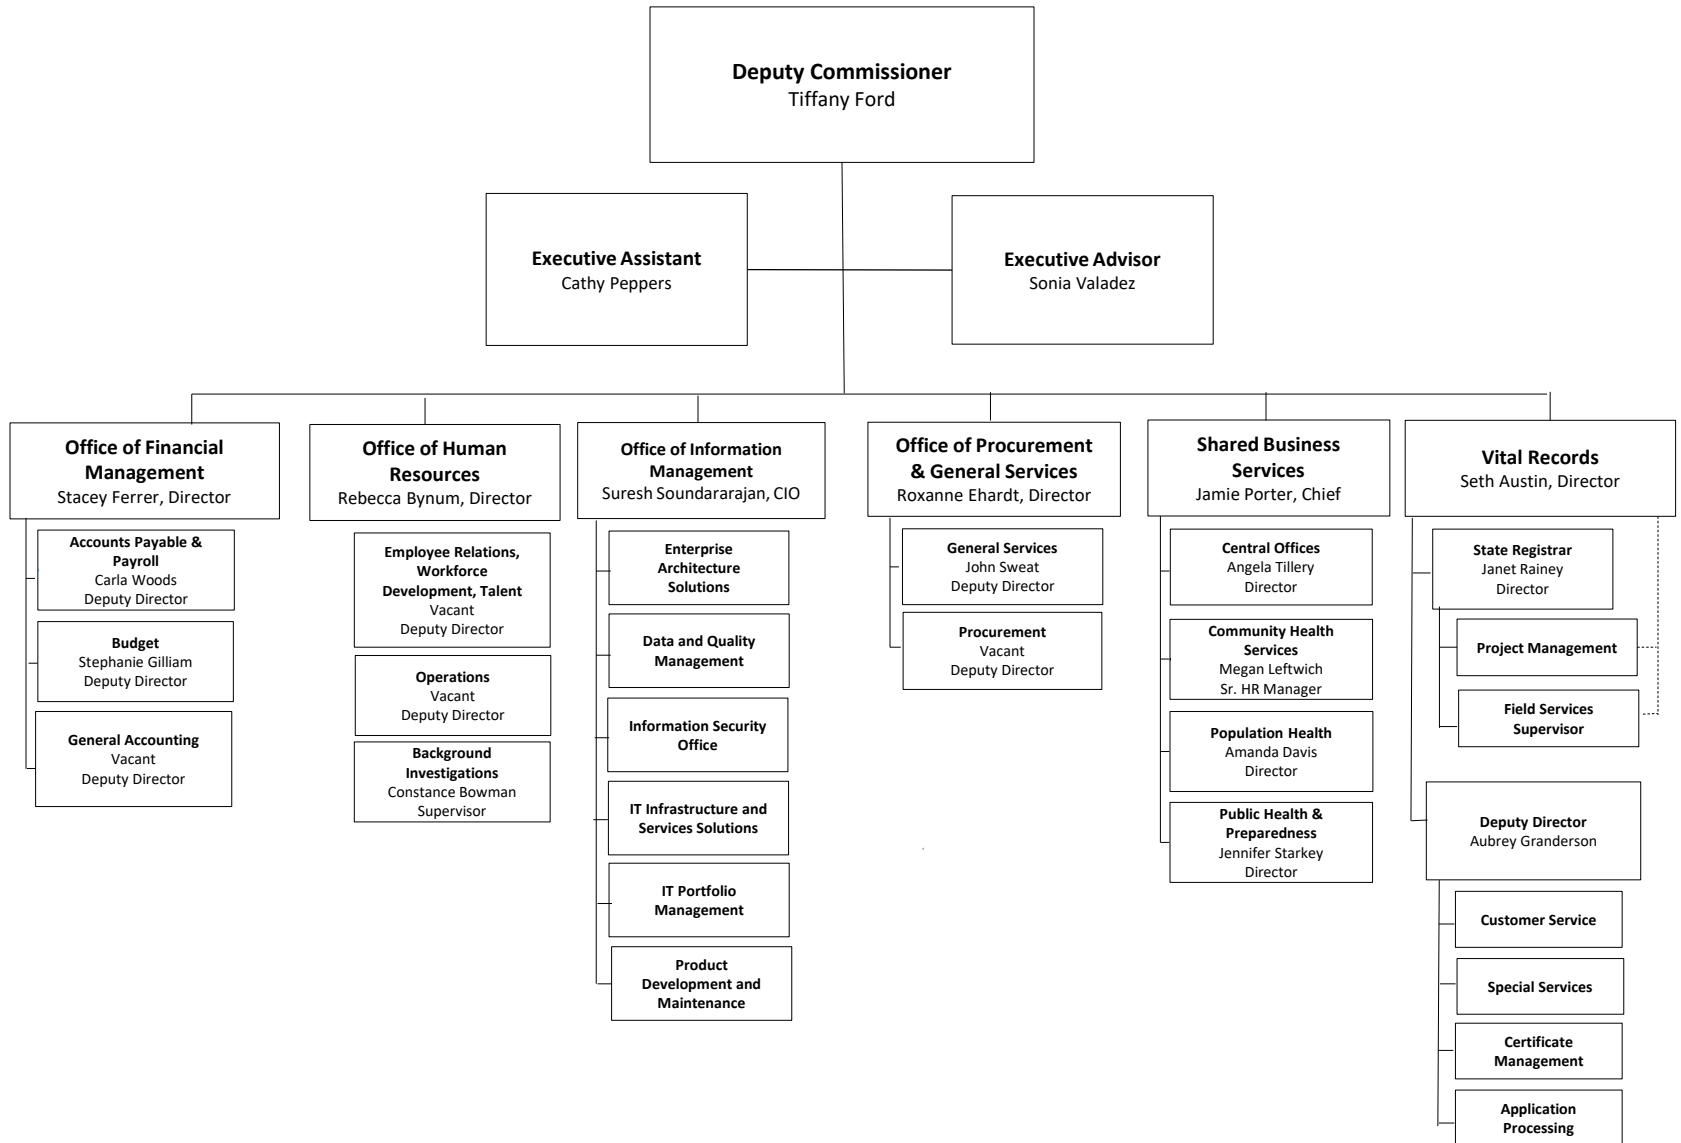 Deputy Commissioner
Tiffany Ford
Executive Assistant
Cathy Peppers
Executive Advisor
Sonia Valadez
Office of Financial
Management
Stacey Ferrer, Director
Accounts Payable &
Payroll
Carla Woods
Deputy Director
Budget
Stephanie Gilliam
Deputy Director
General Accounting
Vacant
Deputy Director
Office of Human
Resources
Rebecca Bynum, Director
Employee Relations,
Workforce
Development, Talent
Vacant
Deputy Director
Operations
Vacant
Deputy Director
Background
Investigations
Constance Bowman
Supervisor
Office of Information
Management
Suresh Soundararajan, CIO
Enterprise
Architecture
Solutions
Data and Quality
Management
Information Security
Office
IT Infrastructure and
Services Solutions
IT Portfolio
Management
Product
Development and
Maintenance
Office of Procurement
& General Services
Roxanne Ehardt, Director
General Services
John Sweat
Deputy Director
Procurement
Vacant
Deputy Director
Shared Business
Services
Jamie Porter, Chief
Central Offices
Angela Tillery
Director
Community Health
Services
Megan Leftwich
Sr. HR Manager
Population Health
Amanda Davis
Director
Public Health &
Preparedness
Jennifer Starkey
Director
Vital Records
Seth Austin, Director
State Registrar
Janet Rainey
Director
Project Management
Field Services
Supervisor
Deputy Director
Aubrey Granderson
Customer Service
Special Services
Certificate
Management
Application
Processing